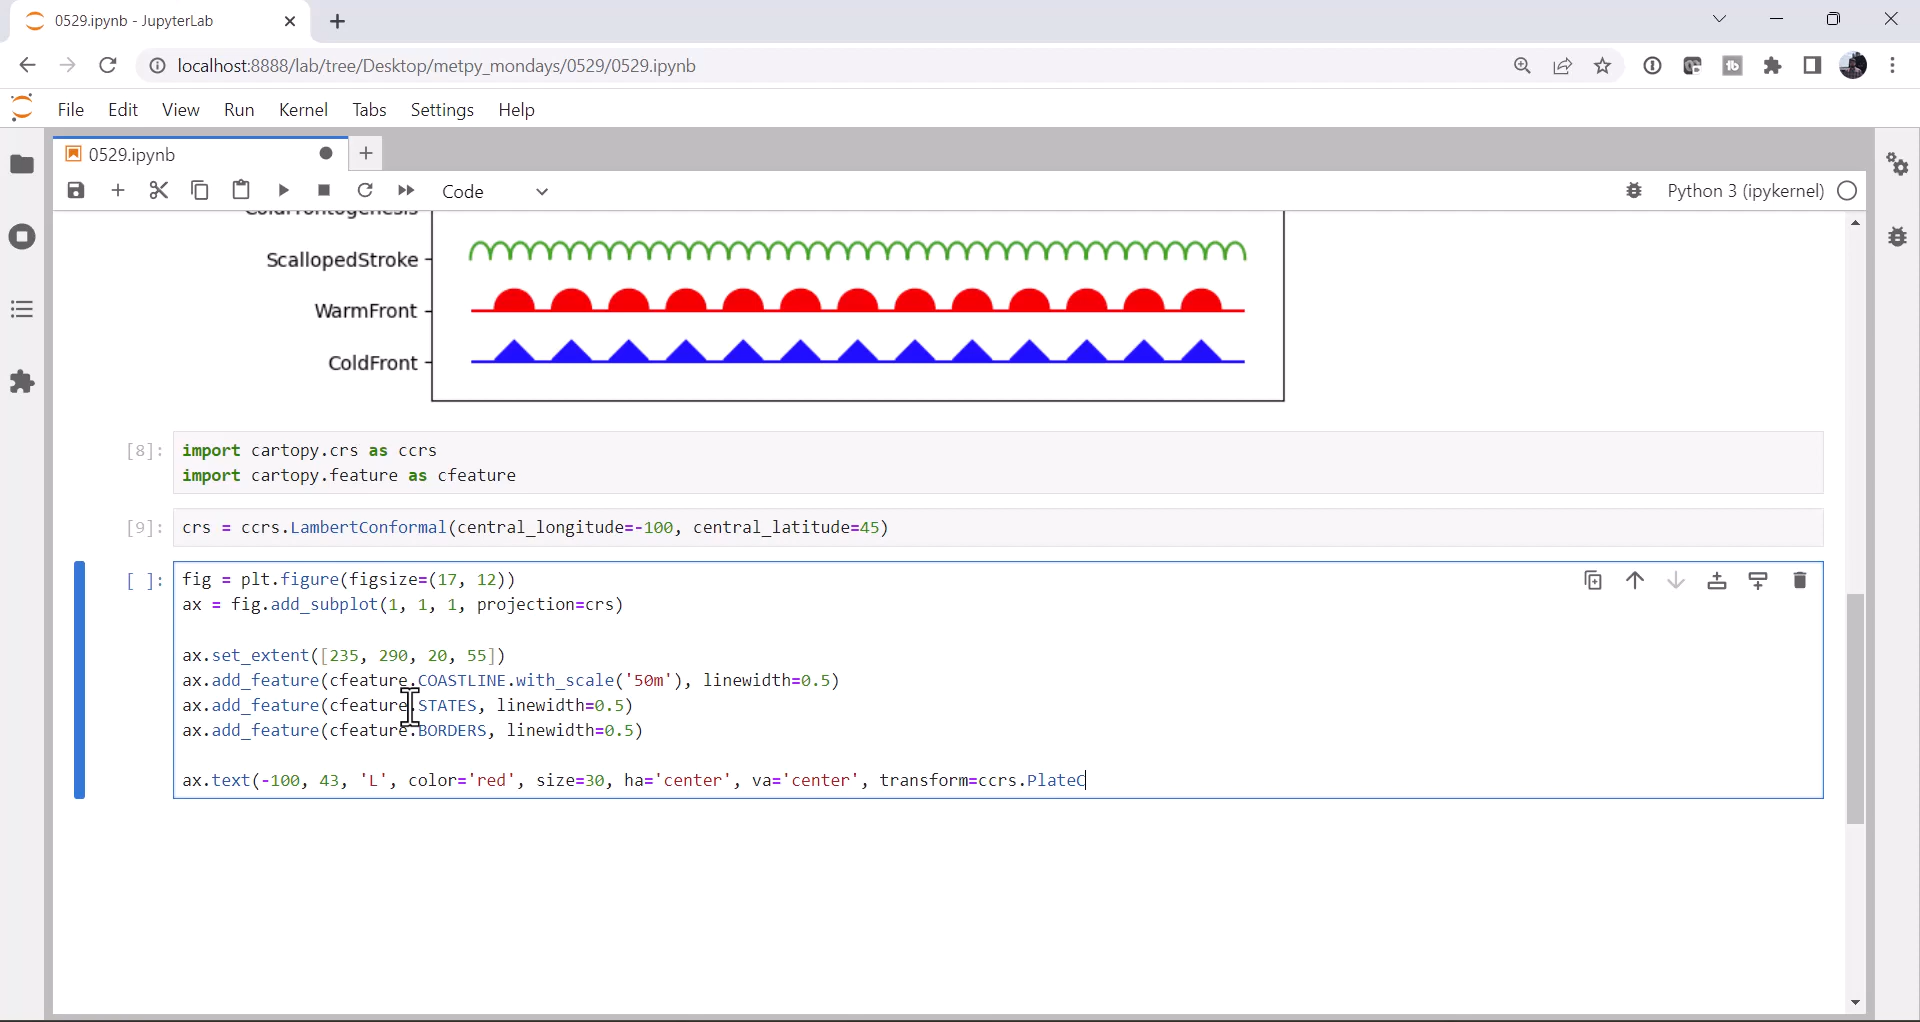 0529.ipynb - JupyterLab
localhost:8888/lab/tree/Desktop/metpy_mondays/0529/0529.ipynb
File Edit View Run Kernel Tabs Settings Help
0529.ipynb
Code
Python 3 (ipykernel)
ColdFrontogenesis
ScallopedStroke
WarmFront
ColdFront
[8]: import cartopy.crs as ccrs
import cartopy.feature as cfeature
[9]: crs = ccrs.LambertConformal(central_longitude=-100, central_latitude=45)
[ ]: fig = plt.figure(figsize=(17, 12))
ax = fig.add_subplot(1, 1, 1, projection=crs)
ax.set_extent([235, 290, 20, 55])
ax.add_feature(cfeature.COASTLINE.with_scale('50m'), linewidth=0.5)
ax.add_feature(cfeature.STATES, linewidth=0.5)
ax.add_feature(cfeature.BORDERS, linewidth=0.5)
ax.text(-100, 43, 'L', color='red', size=30, ha='center', va='center', transform=ccrs.PlateC